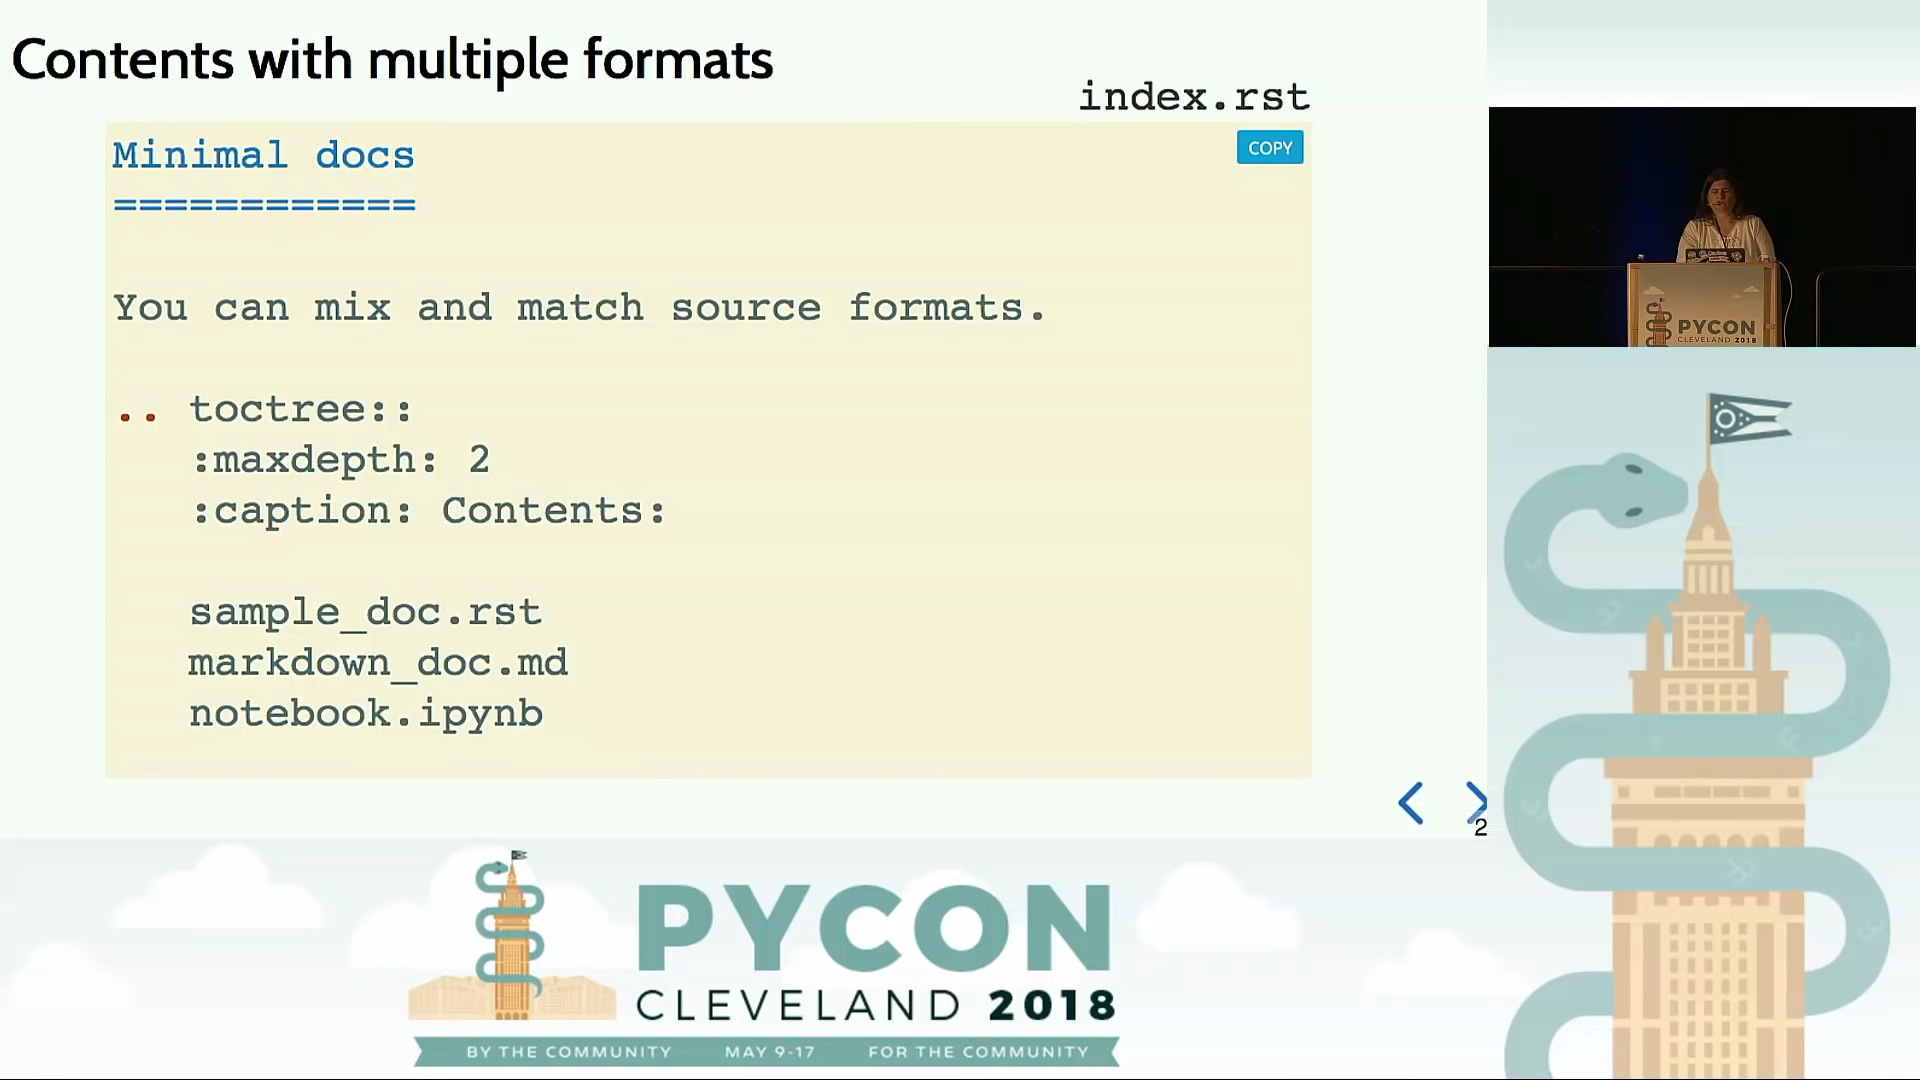 Contents with multiple formats
index.rst
COPY
Minimal docs
============
You can mix and match source formats.
.. toctree::
:maxdepth: 2
:caption: Contents:
sample_doc.rst
markdown_doc.md
notebook.ipynb
2
PYCON
CLEVELAND 2018
PYCON
CLEVELAND 2018
BY THE COMMUNITY MAY 9-17 FOR THE COMMUNITY